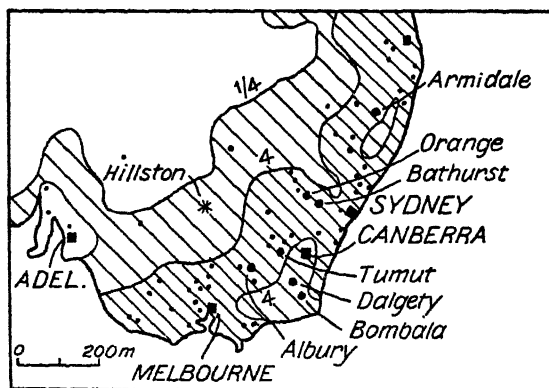 Armidale
1/4
4
Orange
Hillston
Bathurst
SYDNEY
CANBERRA
ADEL.
Tumut
4
Dalgety
Bombala
0 200m
Albury
MELBOURNE